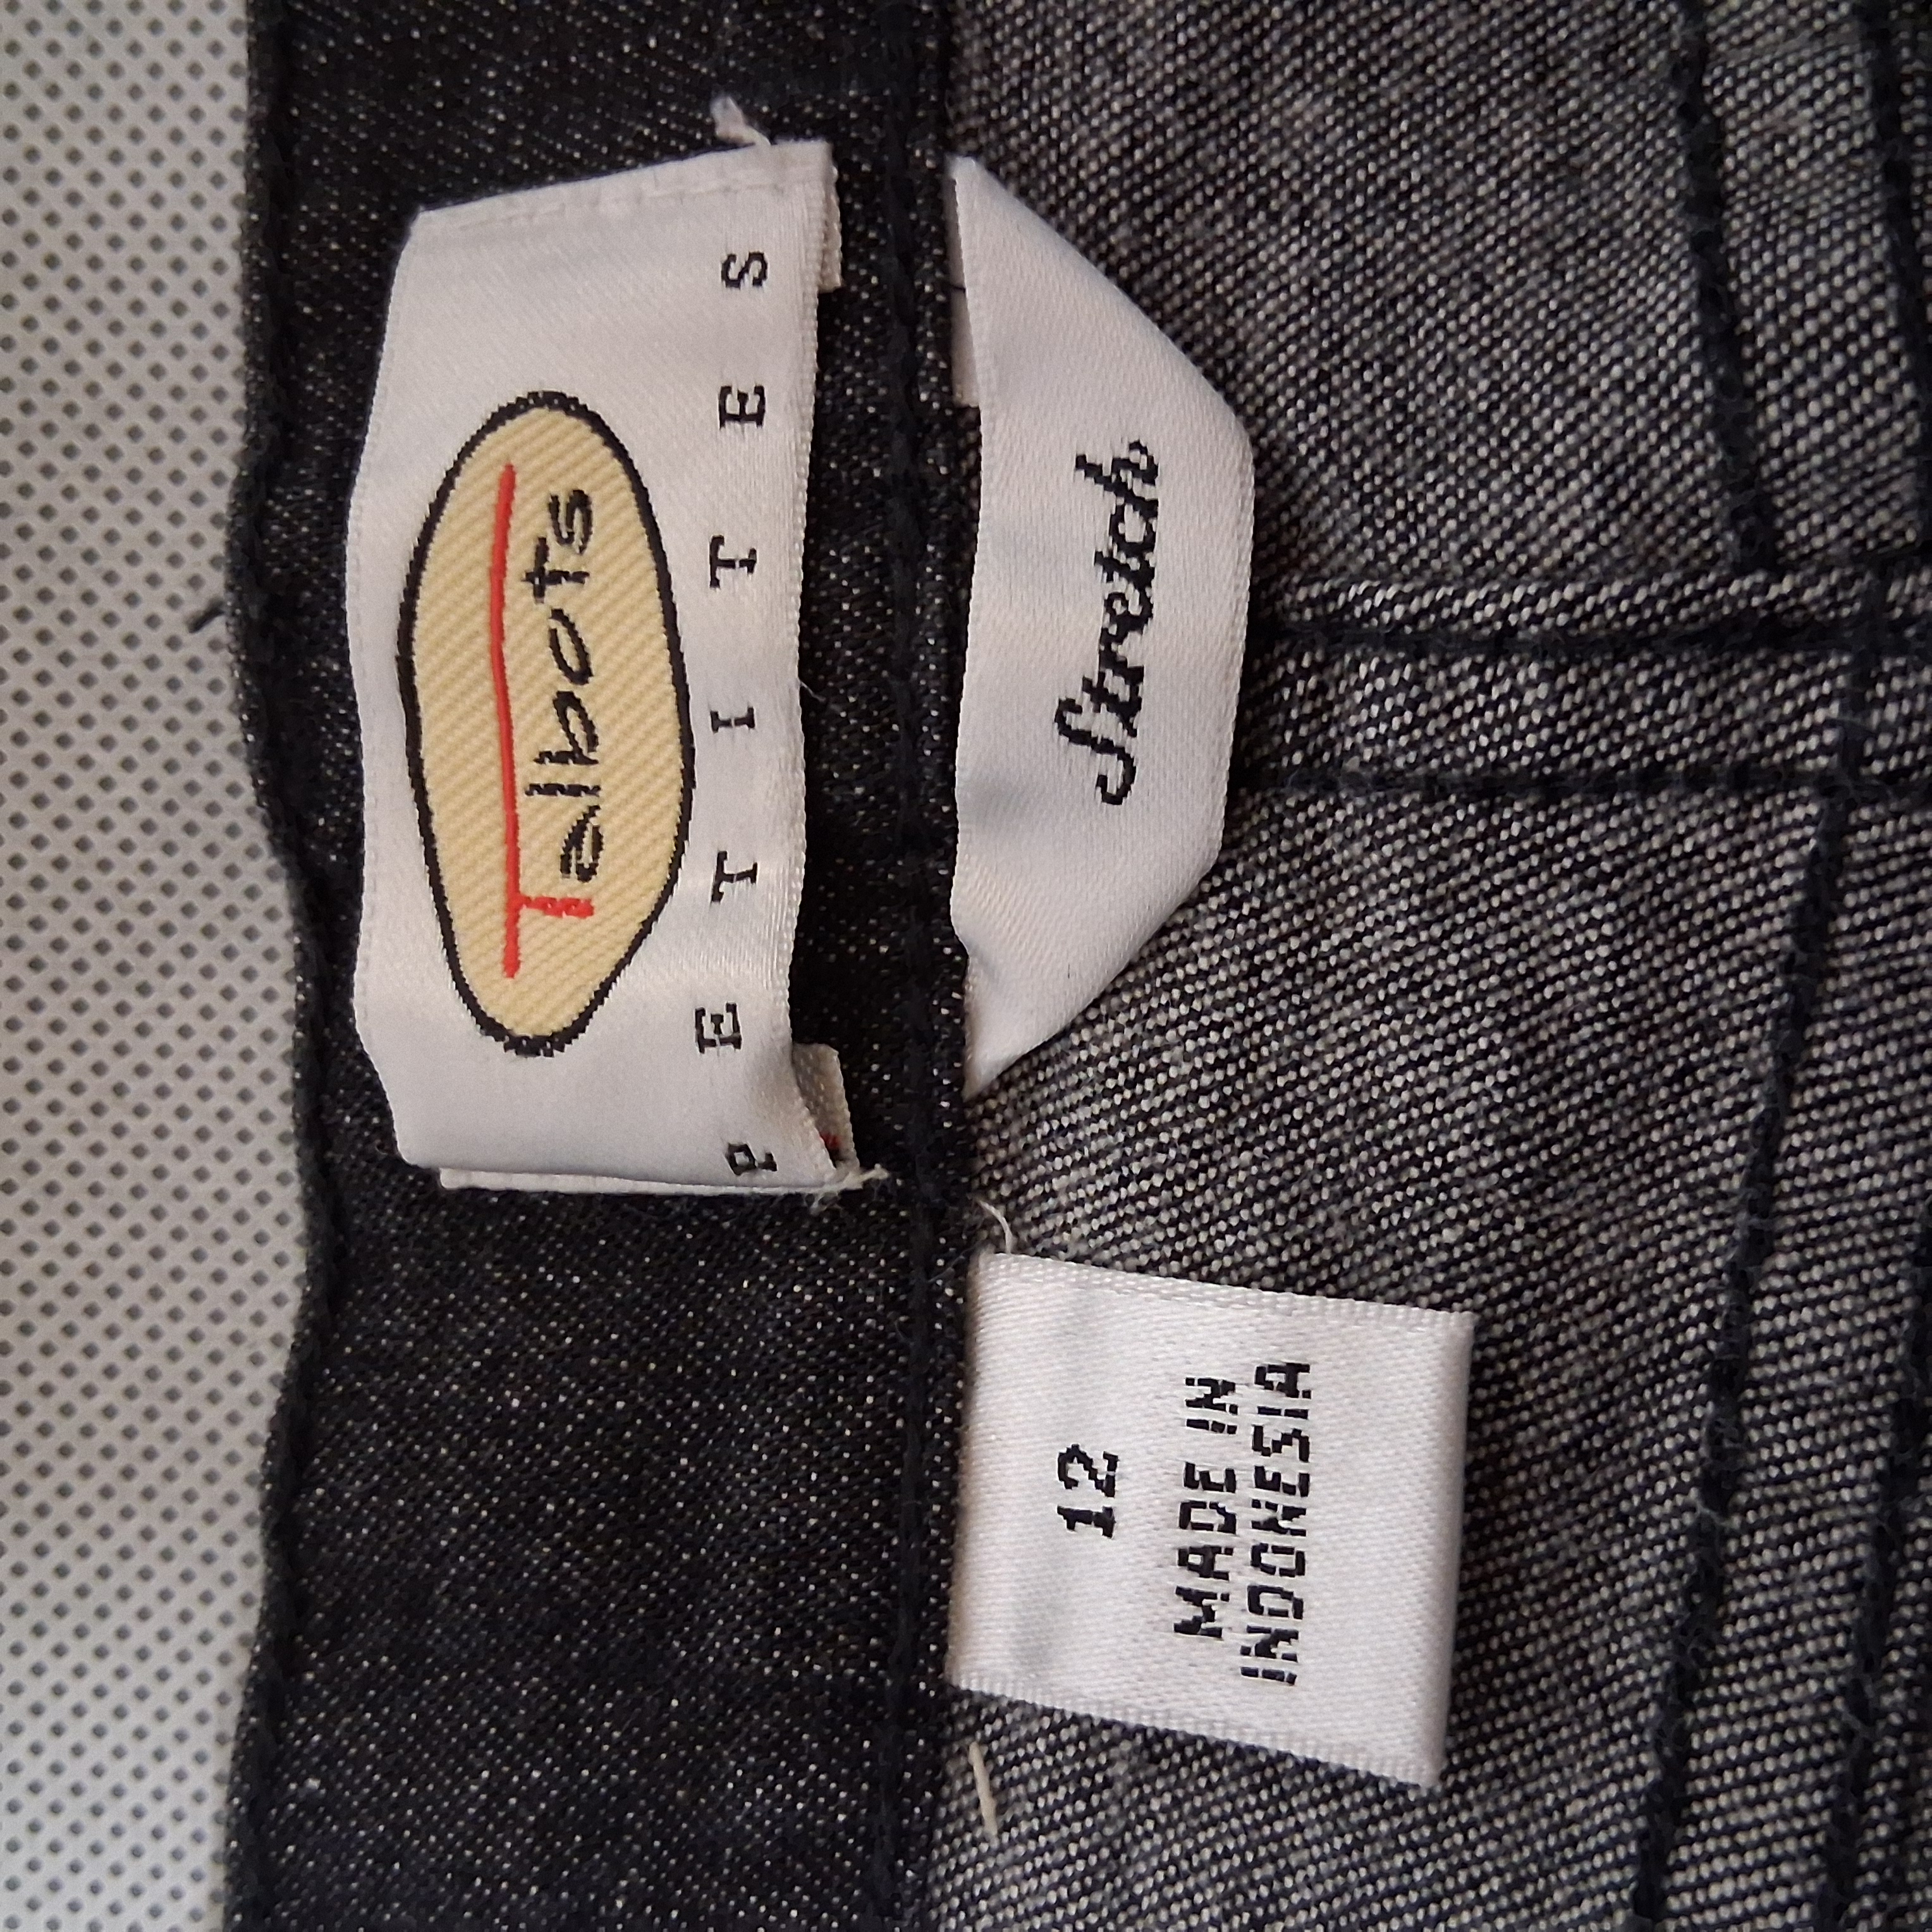 Talbots
PETITES
Stretch
12
MADE IN
INDONESIA